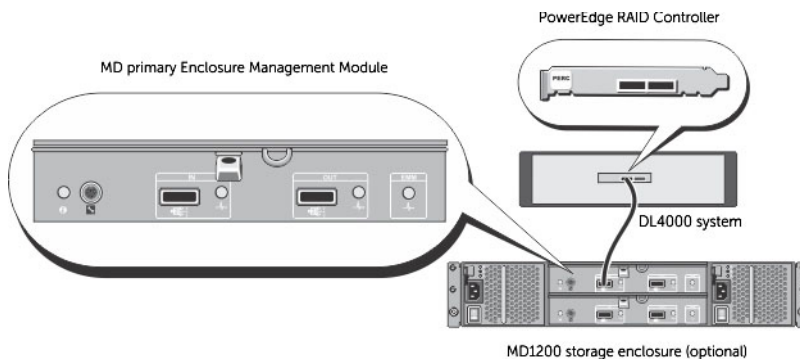 PowerEdge RAID Controller
MD primary Enclosure Management Module
PERC
IN
OUT
EMM
DL4000 system
MD1200 storage enclosure (optional)